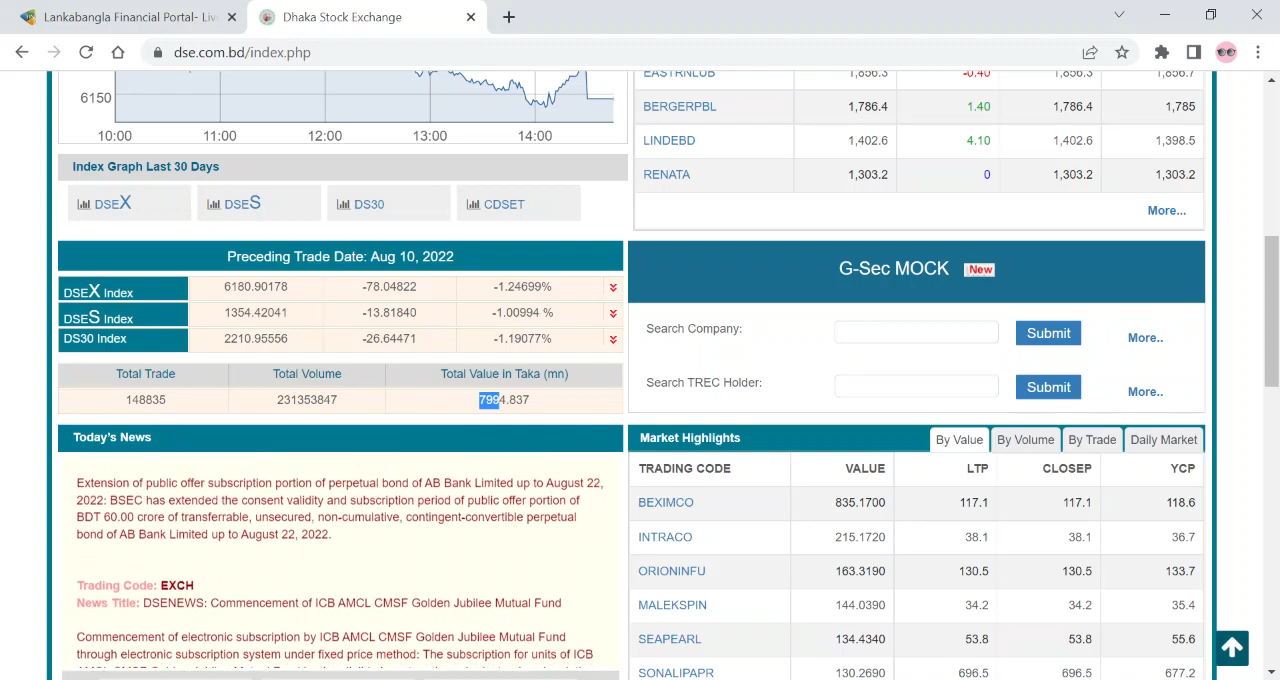 Lankabangla Financial Portal- Liv
Dhaka Stock Exchange
dse.com.bd/index.php
6150
10:00 11:00 12:00 13:00 14:00
Index Graph Last 30 Days
DSEX DSES DS30 CDSET
EASTRNLUB 1,856.3 -0.40 1,856.3 1,856.7
BERGERPBL 1,786.4 1.40 1,786.4 1,785
LINDEBD 1,402.6 4.10 1,402.6 1,398.5
RENATA 1,303.2 0 1,303.2 1,303.2
More...
Preceding Trade Date: Aug 10, 2022
DSEX Index 6180.90178 -78.04822 -1.24699%
DSES Index 1354.42041 -13.81840 -1.00994 %
DS30 Index 2210.95556 -26.64471 -1.19077%
Total Trade Total Volume Total Value in Taka (mn)
148835 231353847 7994.837
G-Sec MOCK New
Search Company: Submit More..
Search TREC Holder: Submit More..
Today's News
Extension of public offer subscription portion of perpetual bond of AB Bank Limited up to August 22,
2022: BSEC has extended the consent validity and subscription period of public offer portion of
BDT 60.00 crore of transferrable, unsecured, non-cumulative, contingent-convertible perpetual
bond of AB Bank Limited up to August 22, 2022.
Trading Code: EXCH
News Title: DSENEWS: Commencement of ICB AMCL CMSF Golden Jubilee Mutual Fund
Commencement of electronic subscription by ICB AMCL CMSF Golden Jubilee Mutual Fund
through electronic subscription system under fixed price method: The subscription for units of ICB
Market Highlights By Value By Volume By Trade Daily Market
TRADING CODE VALUE LTP CLOSEP YCP
BEXIMCO 835.1700 117.1 117.1 118.6
INTRACO 215.1720 38.1 38.1 36.7
ORIONINFU 163.3190 130.5 130.5 133.7
MALEKSPIN 144.0390 34.2 34.2 35.4
SEAPEARL 134.4340 53.8 53.8 55.6
SONALIPAPR 130.2690 696.5 696.5 677.2